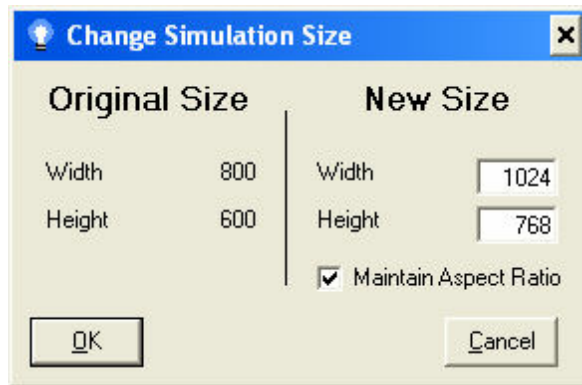 Change Simulation Size
Original Size
Width 800
Height 600
New Size
Width 1024
Height 768
Maintain Aspect Ratio
OK
Cancel